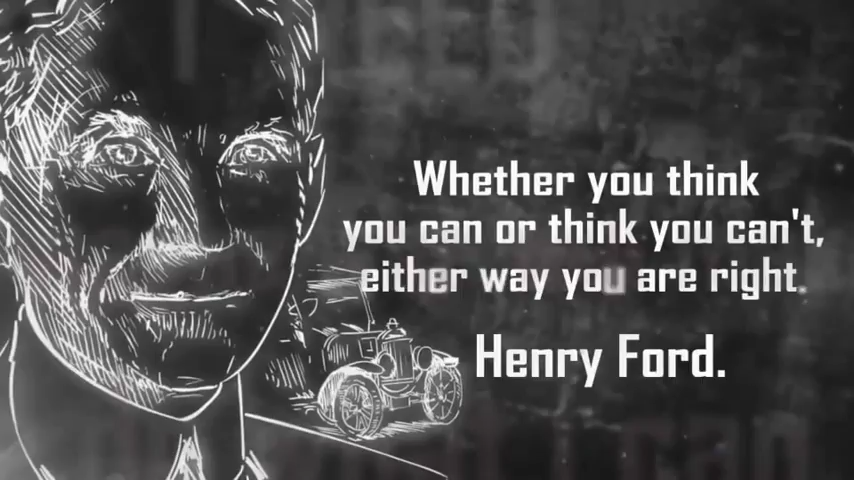 Whether you think
you can or think you can't,
either way you are right.
Henry Ford.